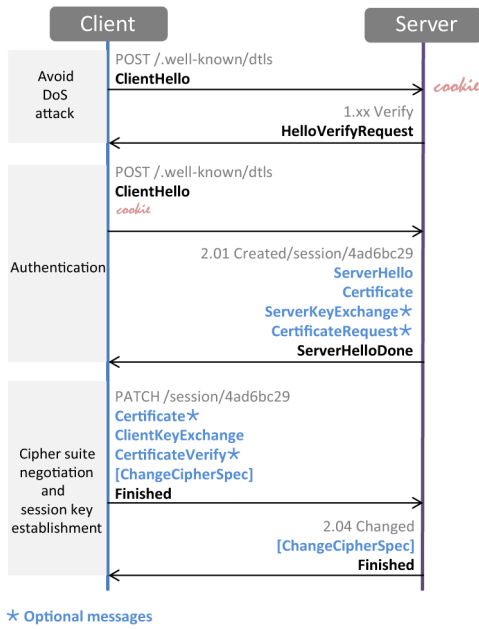 Client
Server
Avoid
DoS
attack
POST /.well-known/dtls
ClientHello
cookie
1.xx Verify
HelloVerifyRequest
Authentication
POST /.well-known/dtls
ClientHello
cookie
2.01 Created/session/4ad6bc29
ServerHello
Certificate
ServerKeyExchange*
CertificateRequest*
ServerHelloDone
Cipher suite
negotiation
and
session key
establishment
PATCH /session/4ad6bc29
Certificate*
ClientKeyExchange
CertificateVerify*
[ChangeCipherSpec]
Finished
2.04 Changed
[ChangeCipherSpec]
Finished
* Optional messages